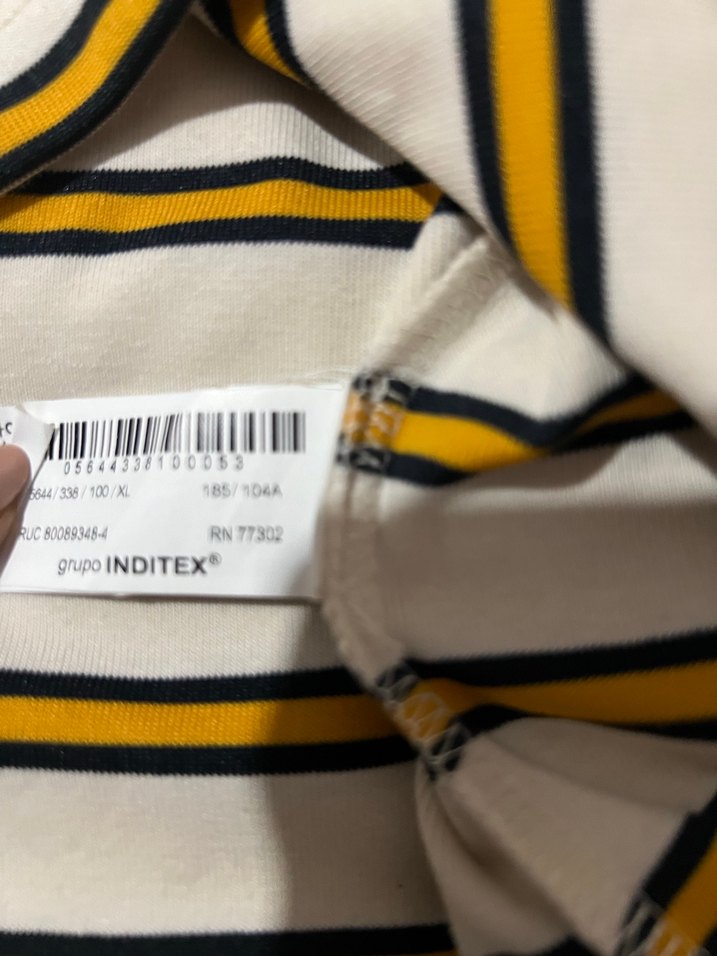 05644338100053
5644/338/100/XL 185/104A
RUC 80089348-4 RN 77302
grupo INDITEX®